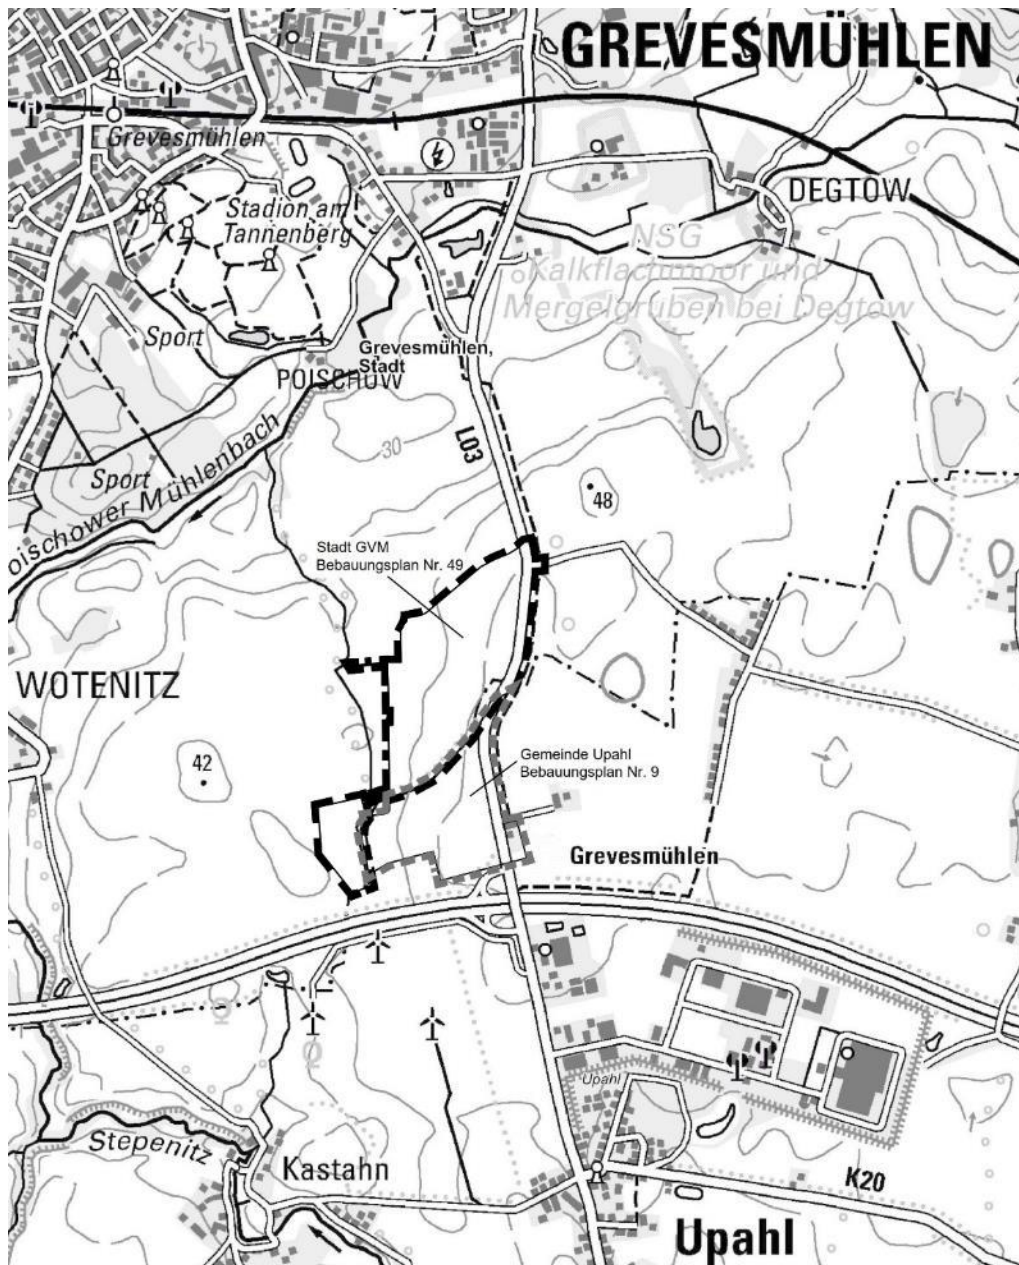 GREVESMÜHLEN
Grevesmühlen
Stadion am
Tannenberg
DEGTOW
NSG
Kalkflachmoor und
Mergelgruben bei Degtow
Sport
Grevesmühlen,
Stadt
POISCHOW
30
L03
Sport
oischower Mühlenbach
48
Stadt GVM
Bebauungsplan Nr. 49
WOTENITZ
42
Gemeinde Upahl
Bebauungsplan Nr. 9
Grevesmühlen
Upahl
Stepenitz
Kastahn
K20
Upahl